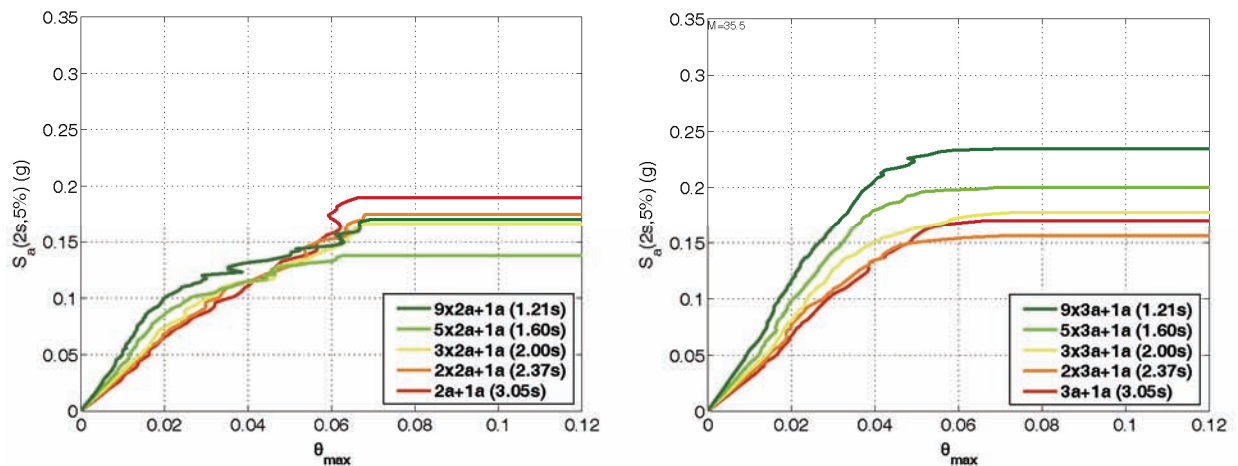 0.35
0.3
0.25
0.2
0.15
0.1
0.05
0
Sa(2s,5%) (g)
9x2a+1a (1.21s)
5x2a+1a (1.60s)
3x2a+1a (2.00s)
2x2a+1a (2.37s)
2a+1a (3.05s)
0 0.02 0.04 0.06 0.08 0.1 0.12
θmax
M=35.5
0.35
0.3
0.25
0.2
0.15
0.1
0.05
0
Sa(2s,5%) (g)
9x3a+1a (1.21s)
5x3a+1a (1.60s)
3x3a+1a (2.00s)
2x3a+1a (2.37s)
3a+1a (3.05s)
0 0.02 0.04 0.06 0.08 0.1 0.12
θmax